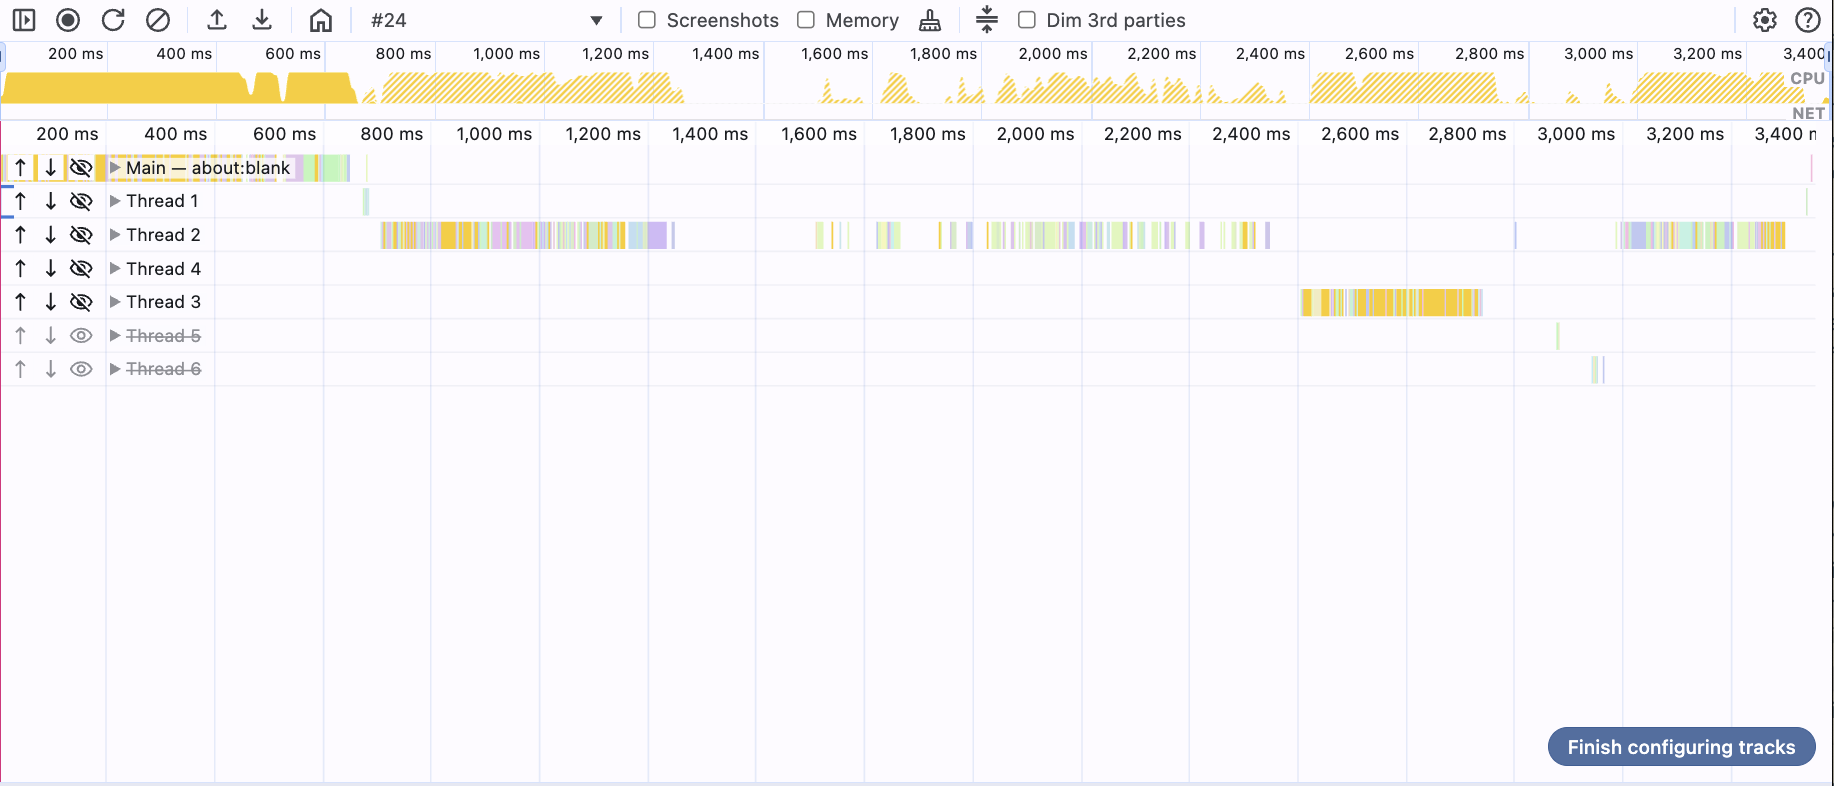 #24 Screenshots Memory Dim 3rd parties
200 ms 400 ms 600 ms 800 ms 1,000 ms 1,200 ms 1,400 ms 1,600 ms 1,800 ms 2,000 ms 2,200 ms 2,400 ms 2,600 ms 2,800 ms 3,000 ms 3,200 ms 3,400
CPU
NET
200 ms 400 ms 600 ms 800 ms 1,000 ms 1,200 ms 1,400 ms 1,600 ms 1,800 ms 2,000 ms 2,200 ms 2,400 ms 2,600 ms 2,800 ms 3,000 ms 3,200 ms 3,400 m
Main — about:blank
Thread 1
Thread 2
Thread 4
Thread 3
Thread 5
Thread 6
Finish configuring tracks